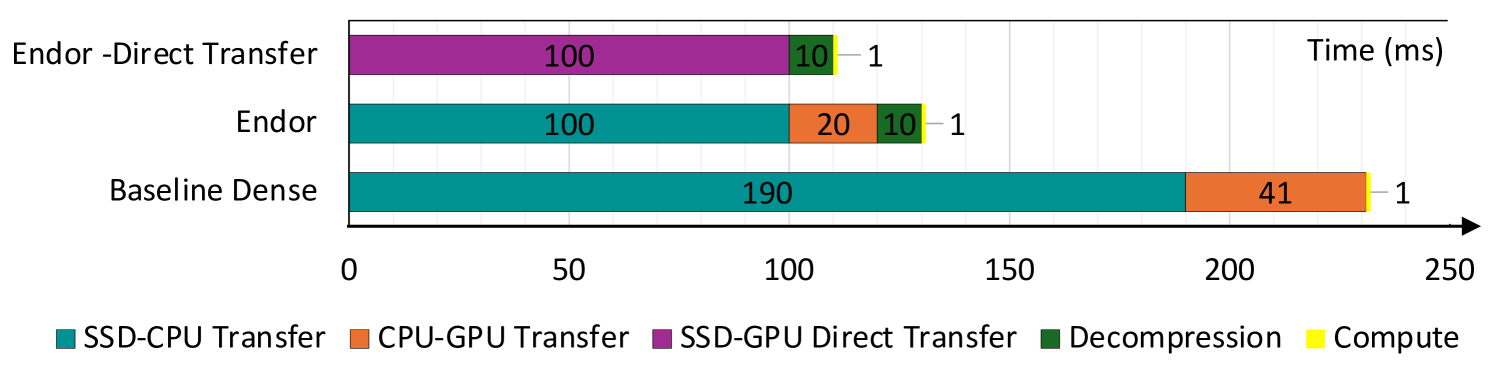 Endor -Direct Transfer 100 10 1 Time (ms)
Endor 100 20 10 1
Baseline Dense 190 41 1
0 50 100 150 200 250
SSD-CPU Transfer CPU-GPU Transfer SSD-GPU Direct Transfer Decompression Compute